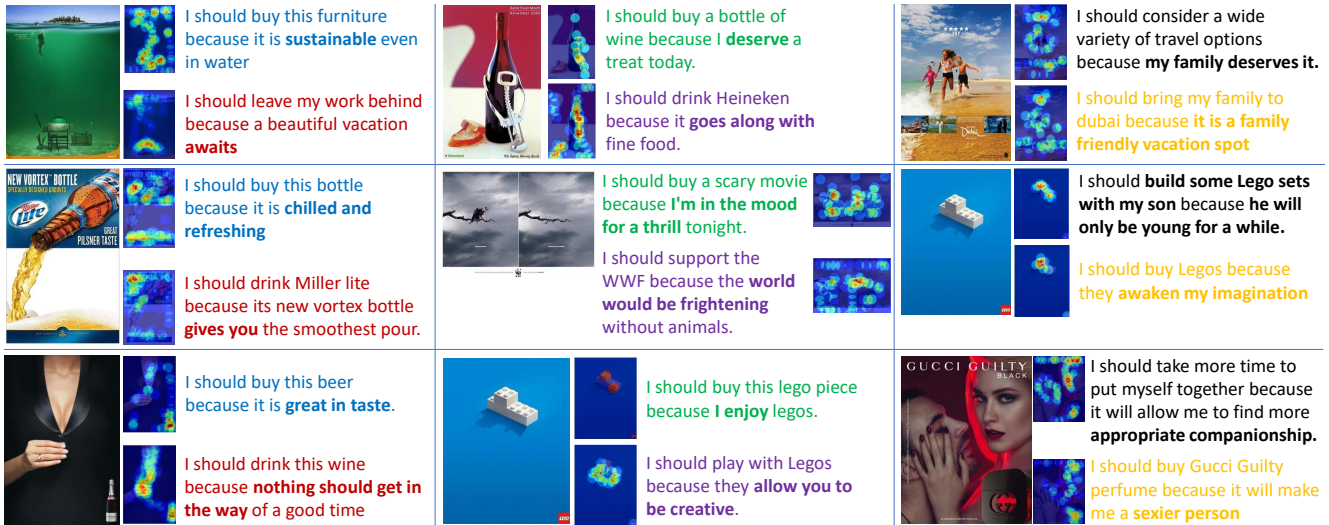 I should buy this furniture
because it is sustainable even
in water
I should leave my work behind
because a beautiful vacation
awaits
I should buy a bottle of
wine because I deserve a
treat today.
I should drink Heineken
because it goes along with
fine food.
I should consider a wide
variety of travel options
because my family deserves it.
Dubai
I should bring my family to
dubai because it is a family
friendly vacation spot
NEW VORTEX™ BOTTLE
SPECIALLY DESIGNED GROOVES
Miller
Lite
GREAT
PILSNER TASTE
I should buy this bottle
because it is chilled and
refreshing
I should drink Miller lite
because its new vortex bottle
gives you the smoothest pour.
I should buy a scary movie
because I'm in the mood
for a thrill tonight.
I should support the
WWF because the world
would be frightening
without animals.
I should build some Lego sets
with my son because he will
only be young for a while.
I should buy Legos because
they awaken my imagination
I should buy this beer
because it is great in taste.
I should drink this wine
because nothing should get in
the way of a good time
I should buy this lego piece
because I enjoy legos.
I should play with Legos
because they allow you to
be creative.
GUCCI GUILTY
BLACK
I should take more time to
put myself together because
it will allow me to find more
appropriate companionship.
I should buy Gucci Guilty
perfume because it will make
me a sexier person